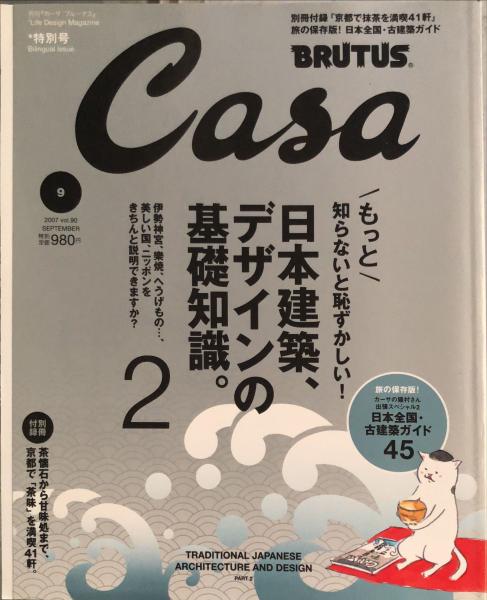 月刊『カーサ ブルータス』
'Life Design Magazine
*特別号
'Bilingual Issue
別冊付録「京都で抹茶を満喫41軒」
旅の保存版！日本全国・古建築ガイド
BRUTUS®
Casa
9
2007 vol.90
SEPTEMBER
特別定価980円
もっと
知らないと恥ずかしい！
日本建築、
デザインの
基礎知識。
2
伊勢神宮、樂焼、へうげもの…、
美しい国、ニッポンを
きちんと説明できますか？
旅の保存版！
カーサの猫村さん
出張スペシャル2
日本全国・
古建築ガイド
45
別冊付録
茶懐石から甘味処まで、
京都で「茶味」を満喫41軒。
TRADITIONAL JAPANESE
ARCHITECTURE AND DESIGN
PART 2